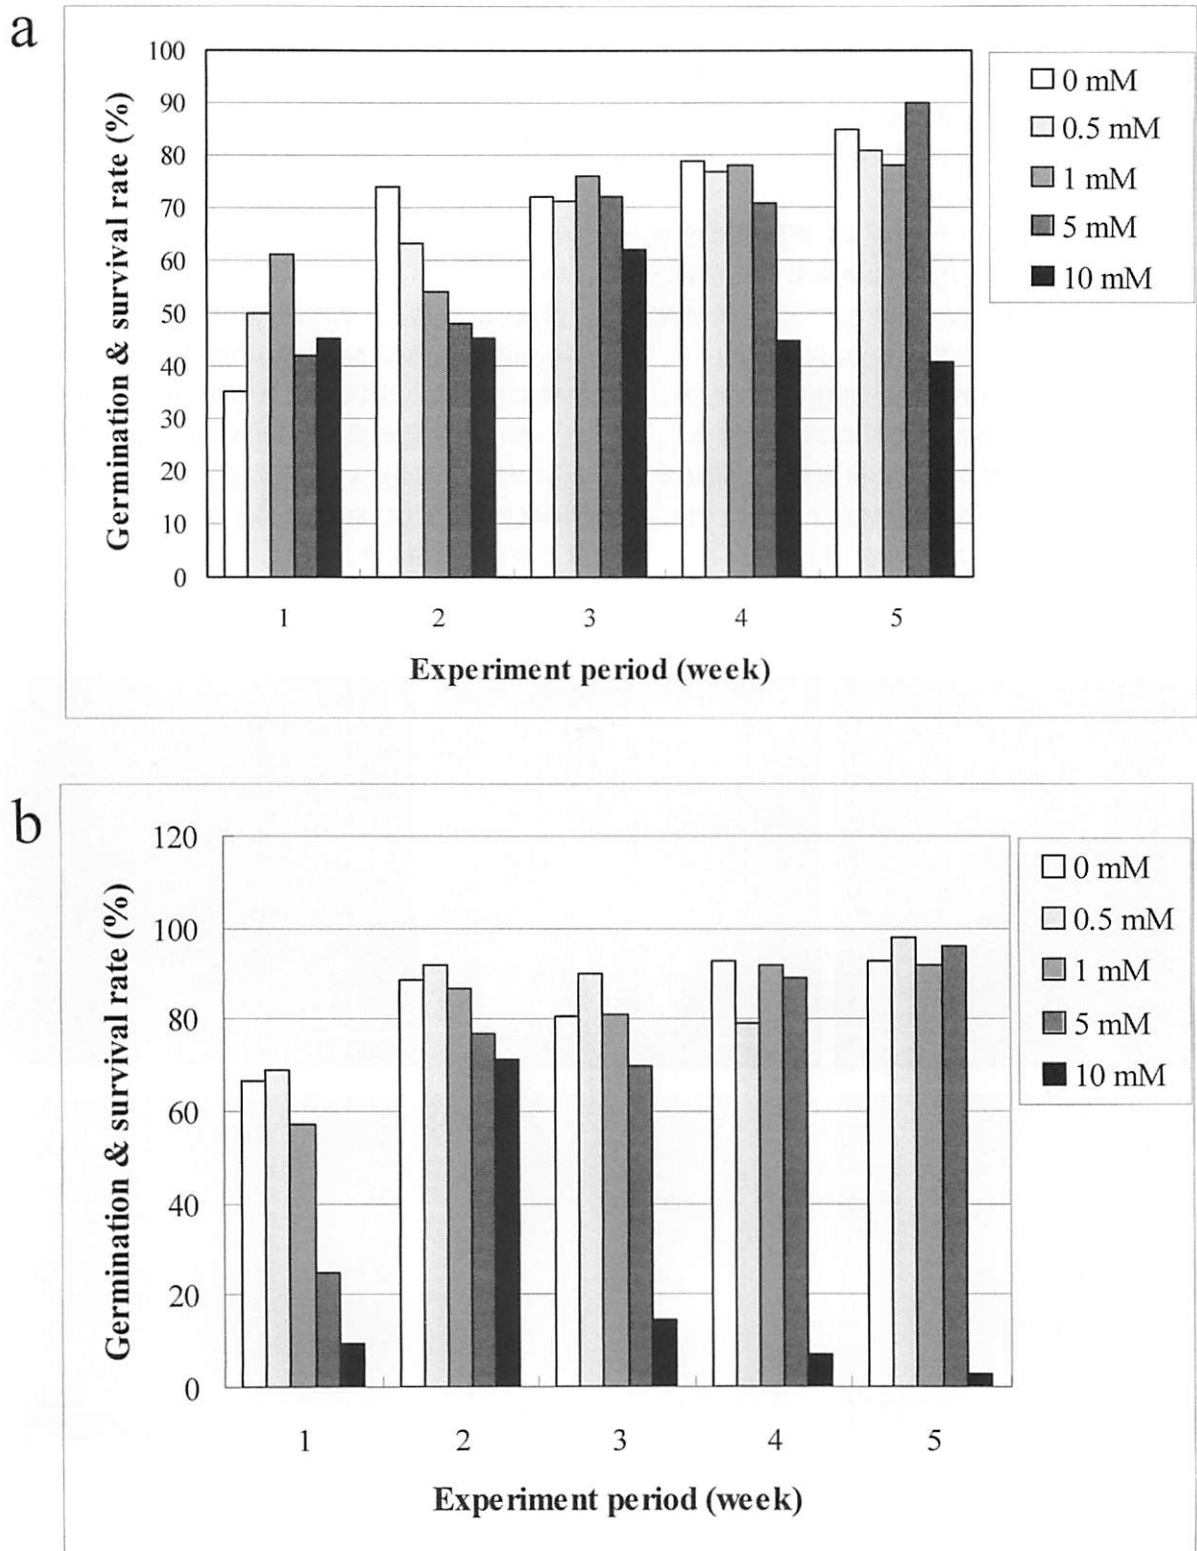 a
Germination & survival rate (%)
100
90
80
70
60
50
40
30
20
10
0
1 2 3 4 5
Experiment period (week)
0 mM
0.5 mM
1 mM
5 mM
10 mM
b
Germination & survival rate (%)
120
100
80
60
40
20
0
1 2 3 4 5
Experiment period (week)
0 mM
0.5 mM
1 mM
5 mM
10 mM